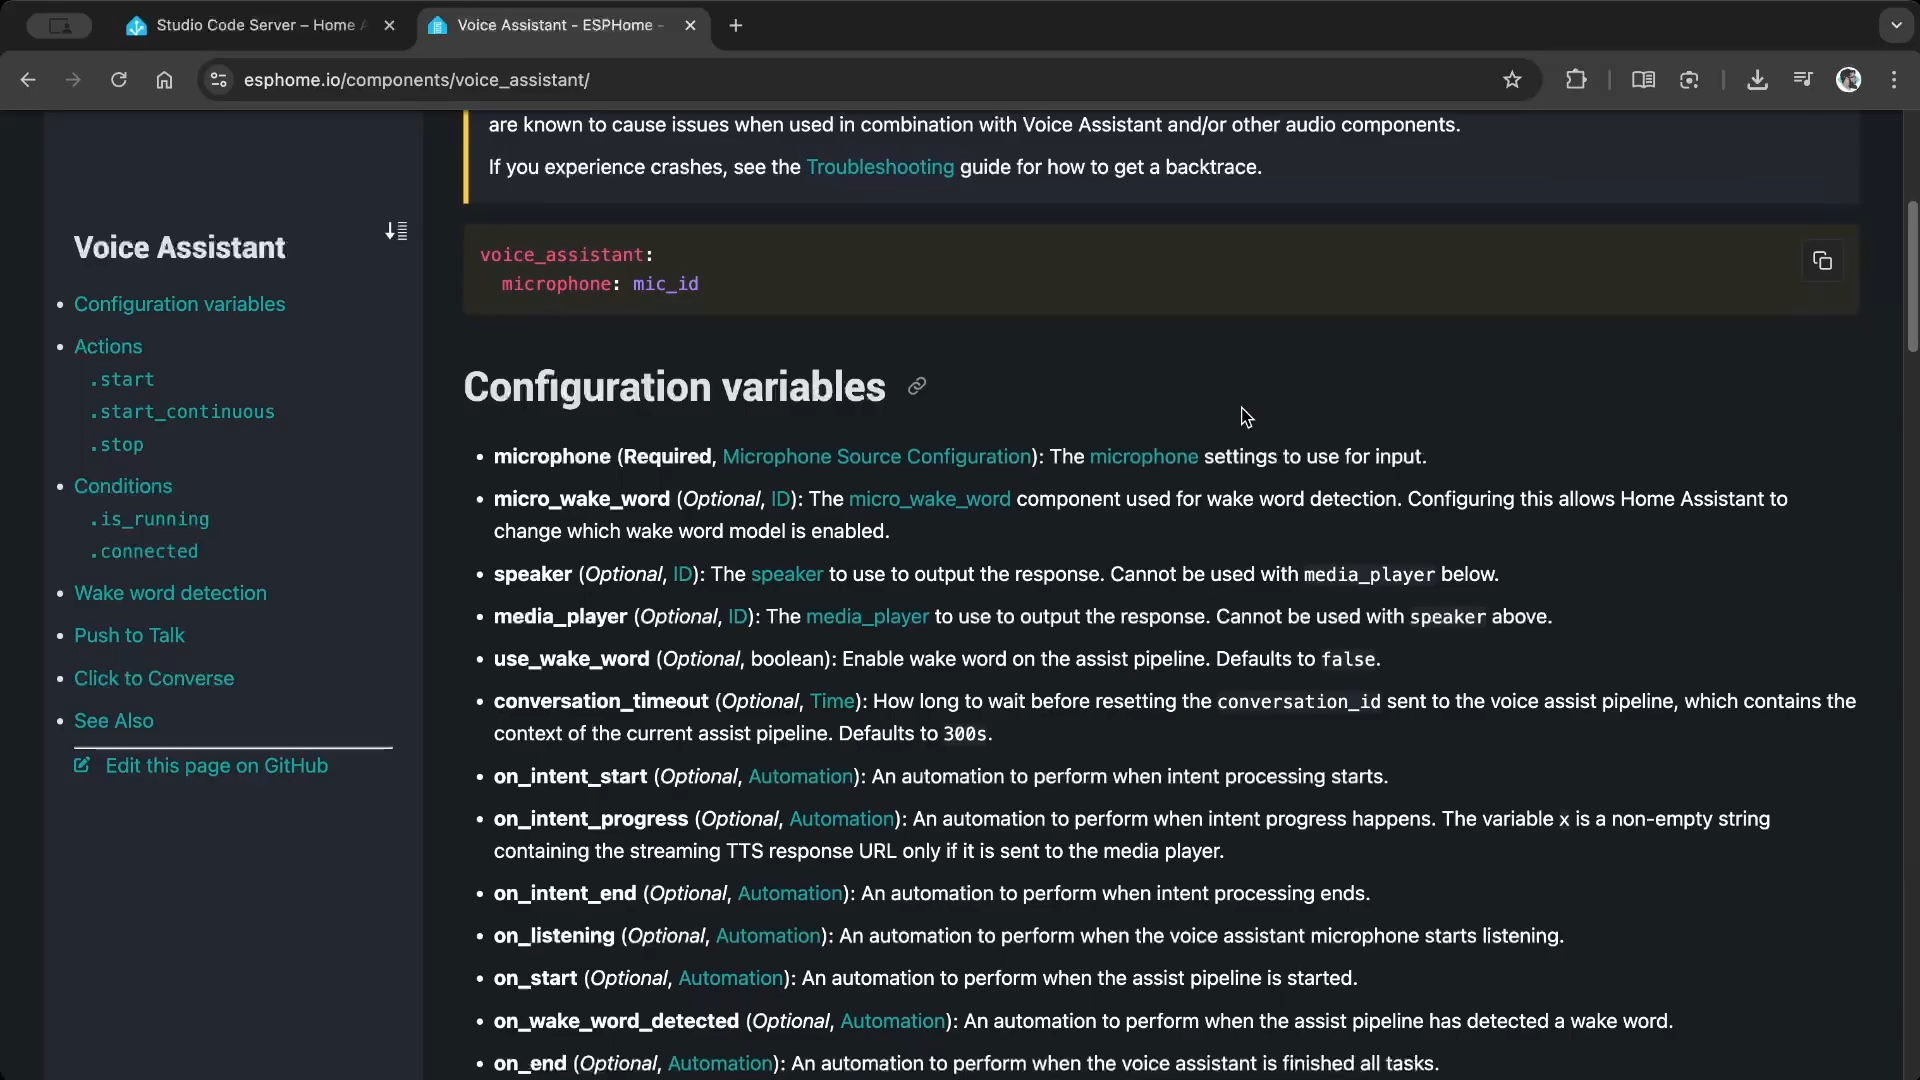 Studio Code Server – Home A
Voice Assistant - ESPHome -
esphome.io/components/voice_assistant/
are known to cause issues when used in combination with Voice Assistant and/or other audio components.
If you experience crashes, see the Troubleshooting guide for how to get a backtrace.
Voice Assistant
• Configuration variables
• Actions
.start
.start_continuous
.stop
• Conditions
.is_running
.connected
• Wake word detection
• Push to Talk
• Click to Converse
• See Also
Edit this page on GitHub
voice_assistant:
microphone: mic_id
Configuration variables
• microphone (Required, Microphone Source Configuration): The microphone settings to use for input.
• micro_wake_word (Optional, ID): The micro_wake_word component used for wake word detection. Configuring this allows Home Assistant to
change which wake word model is enabled.
• speaker (Optional, ID): The speaker to use to output the response. Cannot be used with media_player below.
• media_player (Optional, ID): The media_player to use to output the response. Cannot be used with speaker above.
• use_wake_word (Optional, boolean): Enable wake word on the assist pipeline. Defaults to false.
• conversation_timeout (Optional, Time): How long to wait before resetting the conversation_id sent to the voice assist pipeline, which contains the
context of the current assist pipeline. Defaults to 300s.
• on_intent_start (Optional, Automation): An automation to perform when intent processing starts.
• on_intent_progress (Optional, Automation): An automation to perform when intent progress happens. The variable x is a non-empty string
containing the streaming TTS response URL only if it is sent to the media player.
• on_intent_end (Optional, Automation): An automation to perform when intent processing ends.
• on_listening (Optional, Automation): An automation to perform when the voice assistant microphone starts listening.
• on_start (Optional, Automation): An automation to perform when the assist pipeline is started.
• on_wake_word_detected (Optional, Automation): An automation to perform when the assist pipeline has detected a wake word.
• on_end (Optional, Automation): An automation to perform when the voice assistant is finished all tasks.